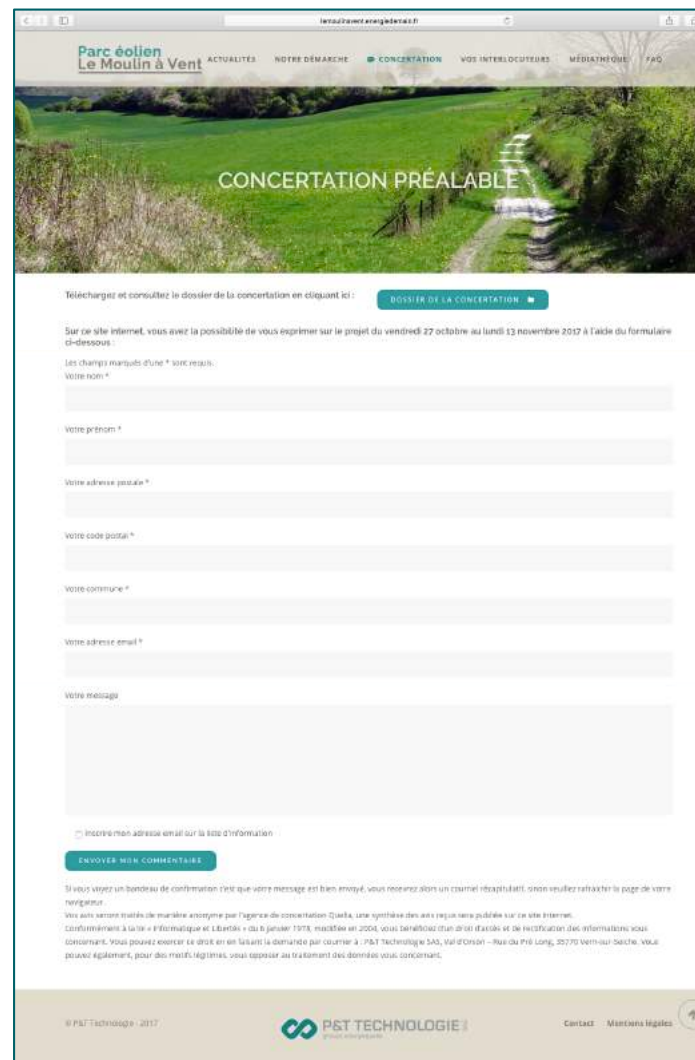 lemoulinavent.energiedemain.fr
Parc éolien
Le Moulin à Vent
ACTUALITÉS NOTRE DÉMARCHE CONCERTATION VOS INTERLOCUTEURS MÉDIATHÈQUE FAQ
CONCERTATION PRÉALABLE
Téléchargez et consultez le dossier de la concertation en cliquant ici : DOSSIER DE LA CONCERTATION
Sur ce site internet, vous avez la possibilité de vous exprimer sur le projet du vendredi 27 octobre au lundi 13 novembre 2017 à l'aide du formulaire
ci-dessous :
Les champs marqués d'une * sont requis.
Votre nom *
Votre prénom *
Votre adresse postale *
Votre code postal *
Votre commune *
Votre adresse email *
Votre message
Inscrire mon adresse email sur la liste d'information
ENVOYER MON COMMENTAIRE
Si vous voyez un bandeau de confirmation c'est que votre message est bien envoyé, vous recevrez alors un courriel récapitulatif, sinon veuillez rafraichir la page de votre
navigateur.
Vos avis seront traités de manière anonyme par l'agence de concertation Quelia, une synthèse des avis reçus sera publiée sur ce site internet.
Conformément à la loi « Informatique et Libertés » du 6 janvier 1978, modifiée en 2004, vous bénéficiez d'un droit d'accès et de rectification des informations vous
concernant. Vous pouvez exercer ce droit en en faisant la demande par courrier à : P&T Technologie SAS, Val d'Orson – Rue du Pré Long, 35770 Vern-sur-Seiche. Vous
pouvez également, pour des motifs légitimes, vous opposer au traitement des données vous concernant.
© P&T Technologie - 2017 P&T TECHNOLOGIE Contact Mentions légales